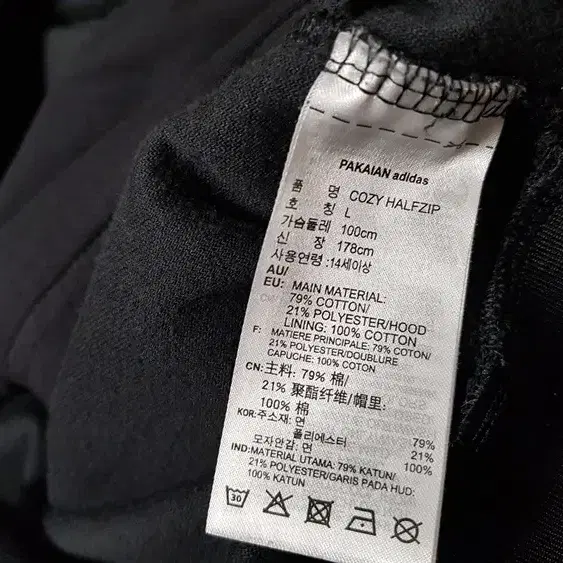 PAKAIAN adidas
품 명 COZY HALFZIP
호 칭 L
가슴둘레 100cm
신 장 178cm
사용연령:14세이상
AU/
EU: MAIN MATERIAL:
79% COTTON/
21% POLYESTER/HOOD
LINING: 100% COTTON
F: MATIERE PRINCIPALE: 79% COTON/
21% POLYESTER/DOUBLURE
CAPUCHE: 100% COTON
CN:主料: 79% 棉/
21% 聚酯纤维/帽里:
100% 棉
KOR:주소재: 면 79%
폴리에스터 21%
모자안감: 면 100%
IND:MATERIAL UTAMA: 79% KATUN/
21% POLYESTER/GARIS PADA HUD:
100% KATUN
30